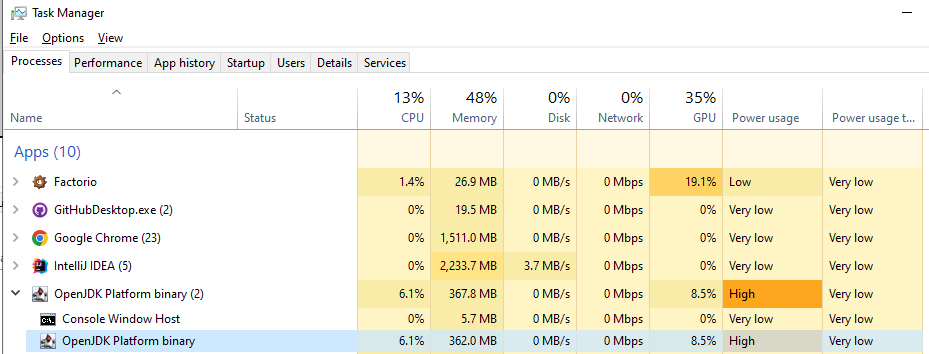 Task Manager
File Options View
Processes Performance App history Startup Users Details Services
13% 48% 0% 0% 35%
Name Status CPU Memory Disk Network GPU Power usage Power usage t...
Apps (10)
Factorio 1.4% 26.9 MB 0 MB/s 0 Mbps 19.1% Low Very low
GitHubDesktop.exe (2) 0% 19.5 MB 0 MB/s 0 Mbps 0% Very low Very low
Google Chrome (23) 0% 1,511.0 MB 0 MB/s 0 Mbps 0% Very low Very low
IntelliJ IDEA (5) 0% 2,233.7 MB 3.7 MB/s 0 Mbps 0% Very low Very low
OpenJDK Platform binary (2) 6.1% 367.8 MB 0 MB/s 0 Mbps 8.5% High Very low
Console Window Host 0% 5.7 MB 0 MB/s 0 Mbps 0% Very low Very low
OpenJDK Platform binary 6.1% 362.0 MB 0 MB/s 0 Mbps 8.5% High Very low